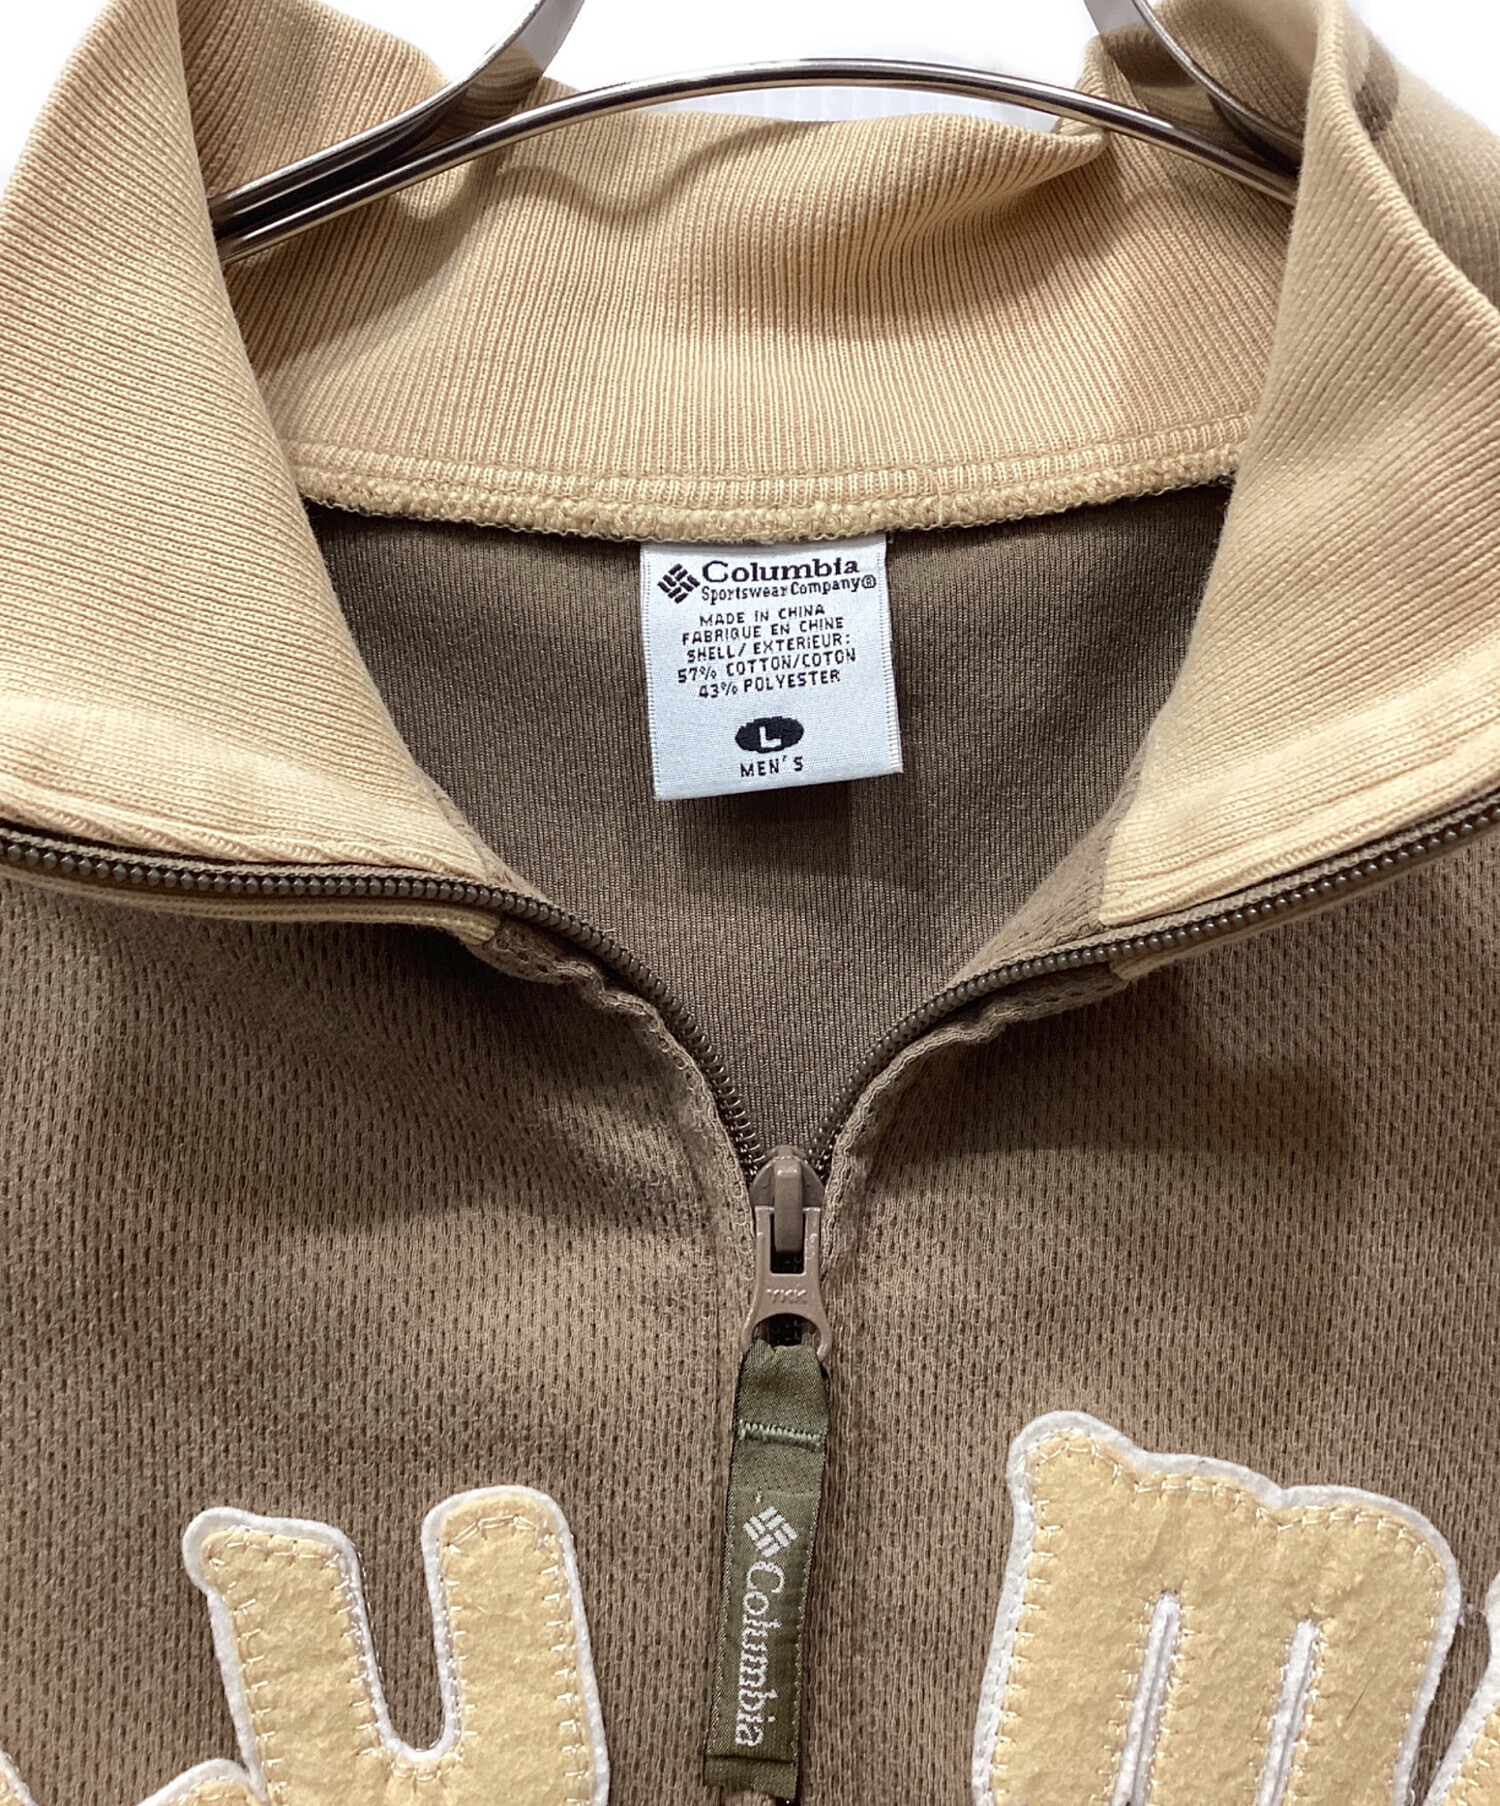 Columbia
Sportswear Company®
MADE IN CHINA
FABRIQUE EN CHINE
SHELL/ EXTERIEUR:
57% COTTON/COTON
43% POLYESTER
L
MEN'S
YKK
Columbia
um